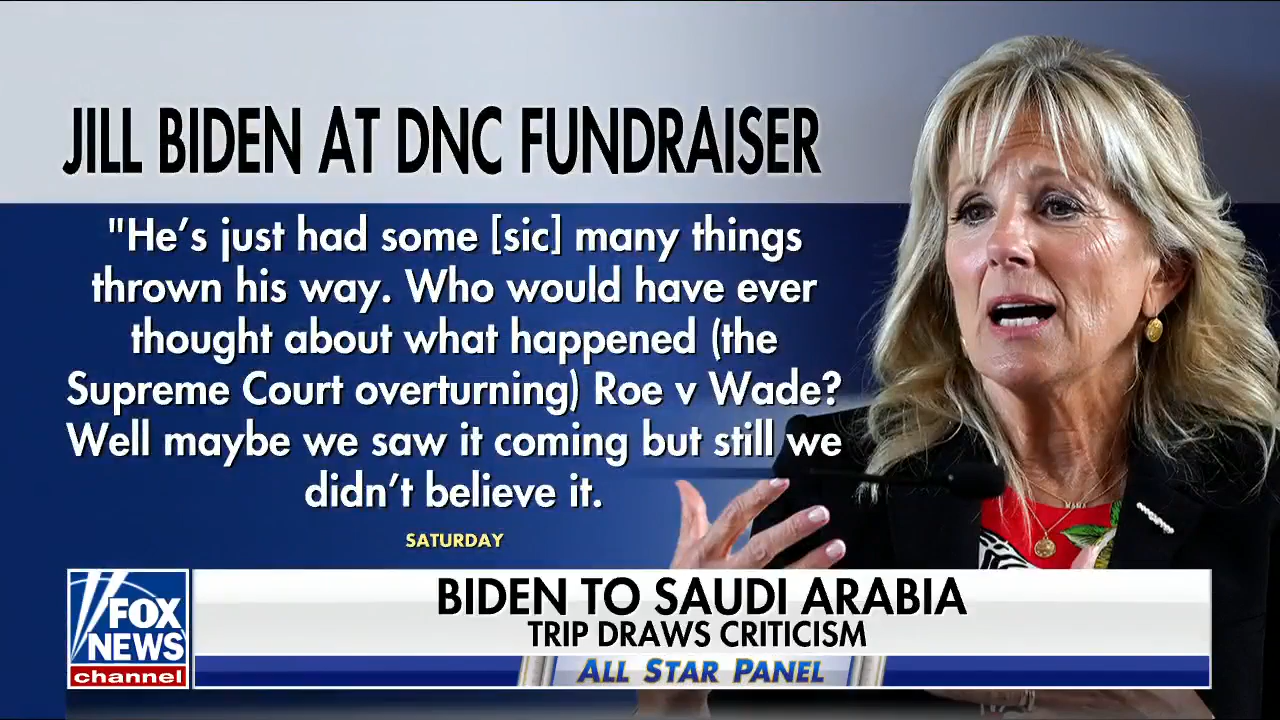 JILL BIDEN AT DNC FUNDRAISER
"He’s just had some [sic] many things
thrown his way. Who would have ever
thought about what happened (the
Supreme Court overturning) Roe v Wade?
Well maybe we saw it coming but still we
didn’t believe it.
SATURDAY
FOX
NEWS
channel
BIDEN TO SAUDI ARABIA
TRIP DRAWS CRITICISM
ALL STAR PANEL